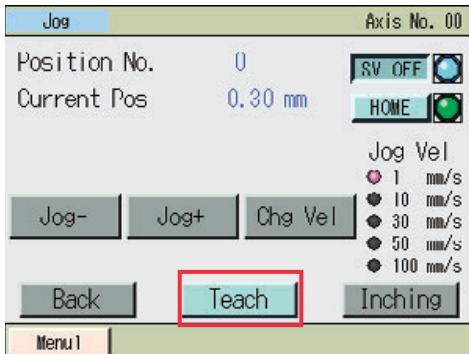 Jog Axis No. 00
Position No. 0 SV OFF
Current Pos 0.30 mm HOME
Jog Vel
1 mm/s
10 mm/s
30 mm/s
50 mm/s
100 mm/s
Jog- Jog+ Chg Vel
Back Teach Inching
Menu1